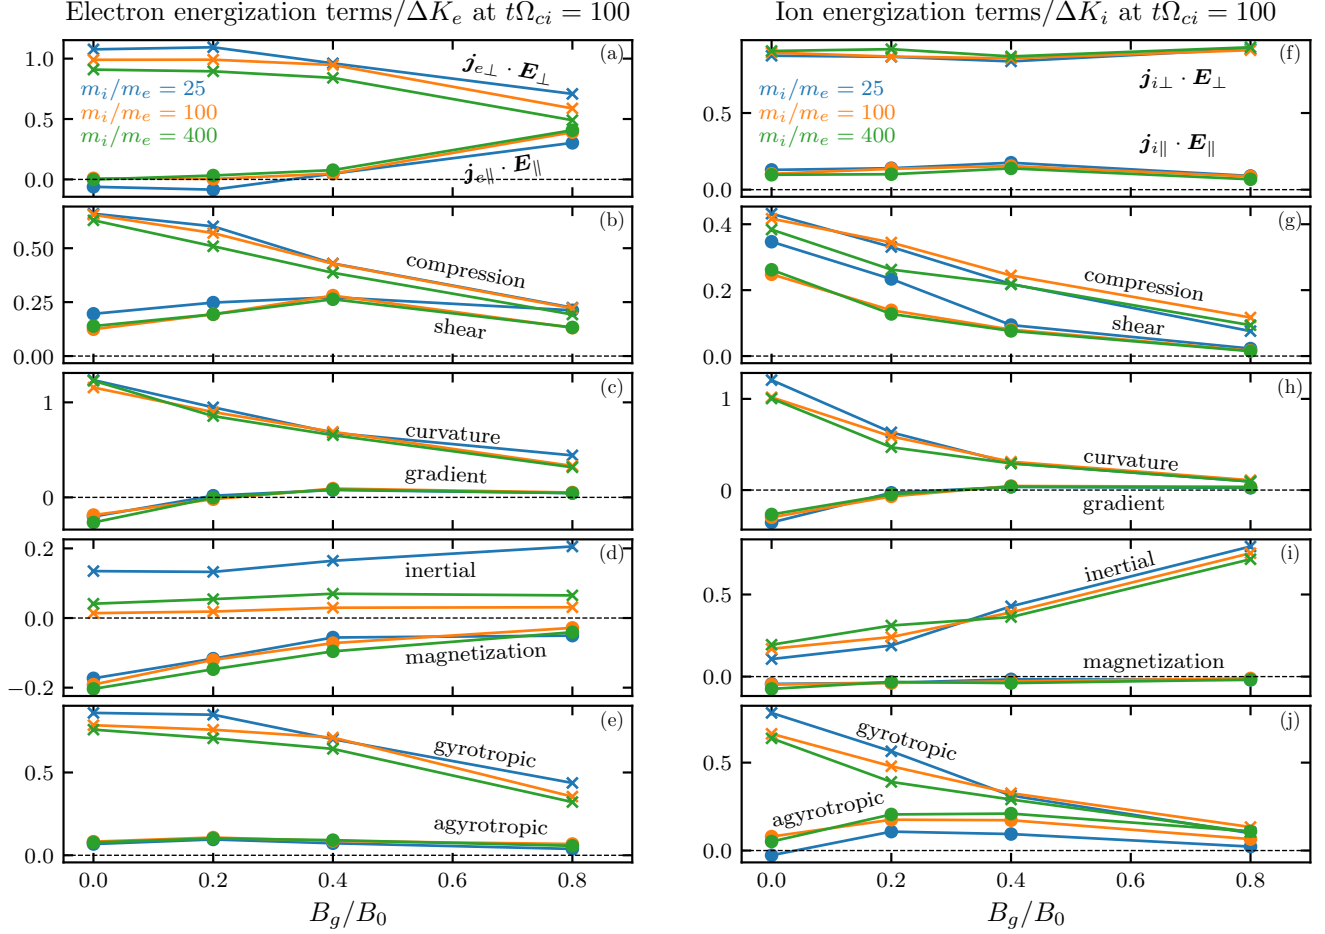 Electron energization terms/ΔK_e at tΩ_ci = 100
(a)
1.0
0.5
0.0
j_e⊥ · E_⊥
m_i/m_e = 25
m_i/m_e = 100
m_i/m_e = 400
j_e∥ · E_∥
(b)
0.50
0.25
0.00
compression
shear
(c)
1
0
curvature
gradient
(d)
0.2
0.0
−0.2
inertial
magnetization
(e)
0.5
0.0
gyrotropic
agyrotropic
0.0 0.2 0.4 0.6 0.8
B_g/B_0
Ion energization terms/ΔK_i at tΩ_ci = 100
(f)
0.5
0.0
j_i⊥ · E_⊥
m_i/m_e = 25
m_i/m_e = 100
m_i/m_e = 400
j_i∥ · E_∥
(g)
0.4
0.2
0.0
compression
shear
(h)
1
0
curvature
gradient
(i)
0.5
0.0
inertial
magnetization
(j)
0.5
0.0
gyrotropic
agyrotropic
0.0 0.2 0.4 0.6 0.8
B_g/B_0